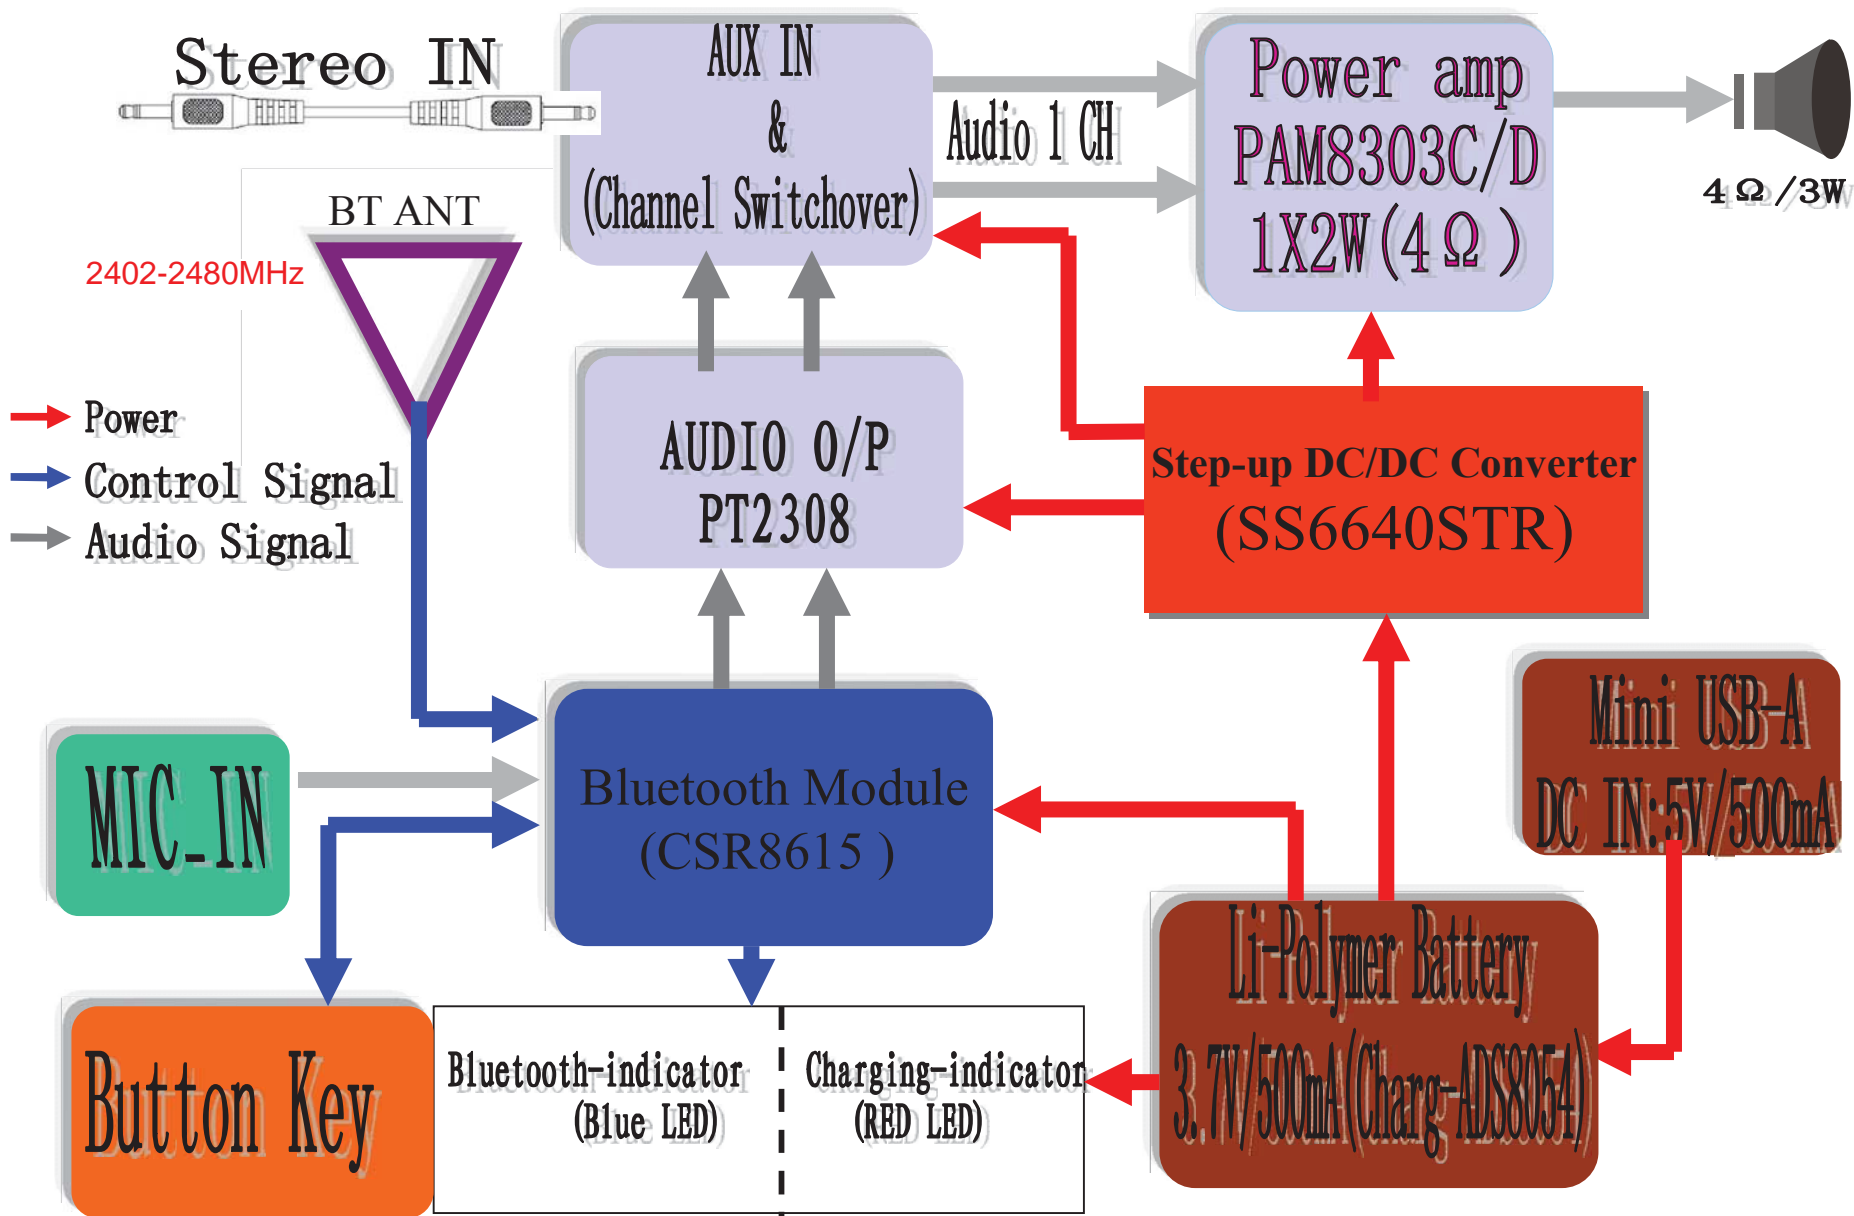 Stereo IN
AUX IN
&
(Channel Switchover)
Audio 1 CH
Power amp
PAM8303C/D
1X2W(4Ω)
4Ω/3W
BT ANT
2402-2480MHz
Power
Control Signal
Audio Signal
AUDIO O/P
PT2308
Step-up DC/DC Converter
(SS6640STR)
Mini USB-A
DC IN:5V/500mA
MIC_IN
Bluetooth Module
(CSR8615 )
Li-Polymer Battery
3.7V/500mA(Charg-ADS8054)
Button Key
Bluetooth-indicator
(Blue LED)
Charging-indicator
(RED LED)